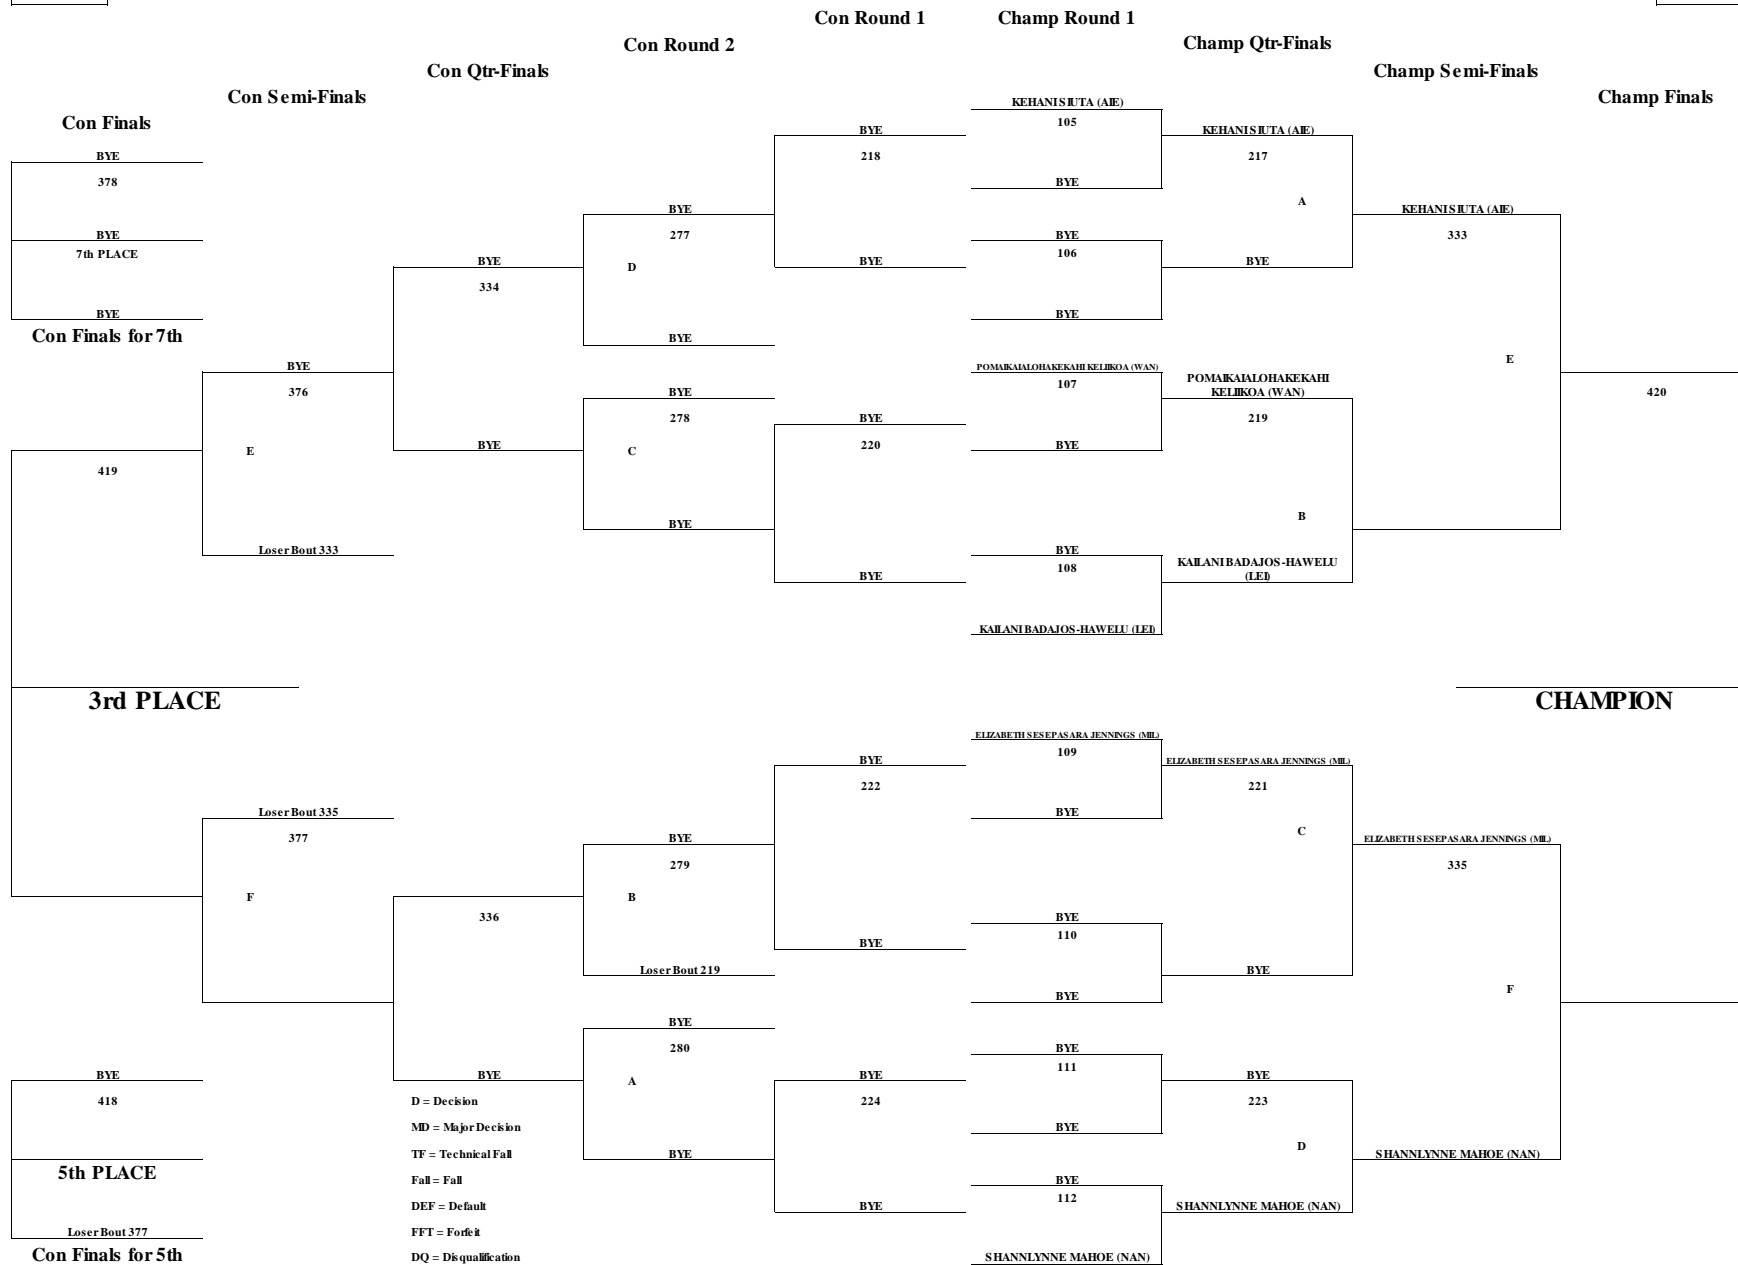 Con Round 1
Champ Round 1
Con Round 2
Champ Qtr-Finals
Con Qtr-Finals
Champ Semi-Finals
Con Semi-Finals
Champ Finals
Con Finals
BYE
378
BYE
7th PLACE
BYE
Con Finals for 7th
BYE
376
E
419
Loser Bout 333
BYE
334
BYE
BYE
277
D
BYE
BYE
278
C
BYE
BYE
218
BYE
BYE
220
BYE
KEHANI SIUTA (AIE)
105
BYE
BYE
106
BYE
POMAIKAIALOHAKEKAHI KELIIKOA (WAN)
107
BYE
BYE
108
KAILANI BADAJOS-HAWELU (LEI)
KEHANI SIUTA (AIE)
217
A
BYE
POMAIKAIALOHAKEKAHI
KELIIKOA (WAN)
219
B
KAILANI BADAJOS-HAWELU
(LEI)
KEHANI SIUTA (AIE)
333
E
420
3rd PLACE
CHAMPION
Loser Bout 335
377
F
336
BYE
BYE
279
B
Loser Bout 219
BYE
280
A
BYE
BYE
222
BYE
BYE
224
BYE
ELIZABETH SESEPASARA JENNINGS (MIL)
109
BYE
BYE
110
BYE
BYE
111
BYE
BYE
112
SHANNLYNNE MAHOE (NAN)
ELIZABETH SESEPASARA JENNINGS (MIL)
221
C
BYE
BYE
223
D
SHANNLYNNE MAHOE (NAN)
ELIZABETH SESEPASARA JENNINGS (MIL)
335
F
SHANNLYNNE MAHOE (NAN)
BYE
418
5th PLACE
Loser Bout 377
Con Finals for 5th
D = Decision
MD = Major Decision
TF = Technical Fall
Fall = Fall
DEF = Default
FFT = Forfeit
DQ = Disqualification